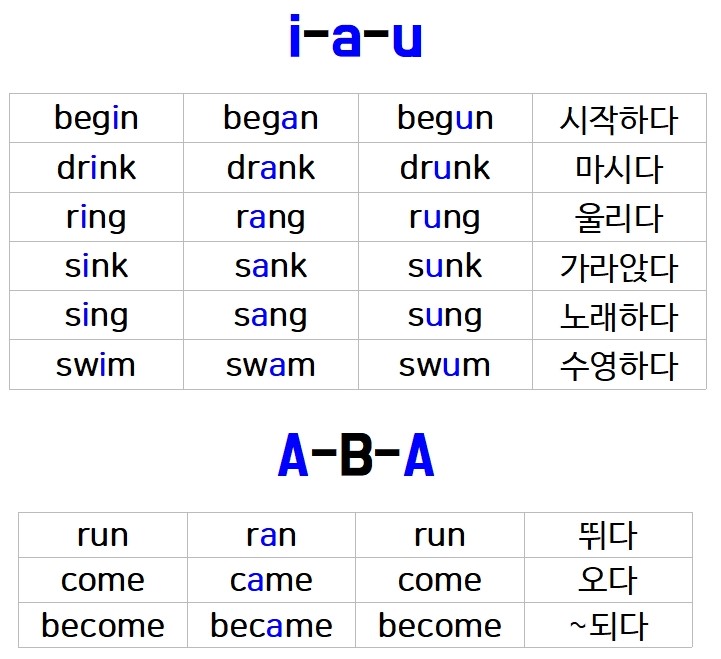 i-a-u
begin began begun 시작하다
drink drank drunk 마시다
ring rang rung 울리다
sink sank sunk 가라앉다
sing sang sung 노래하다
swim swam swum 수영하다
A-B-A
run ran run 뛰다
come came come 오다
become became become ~되다